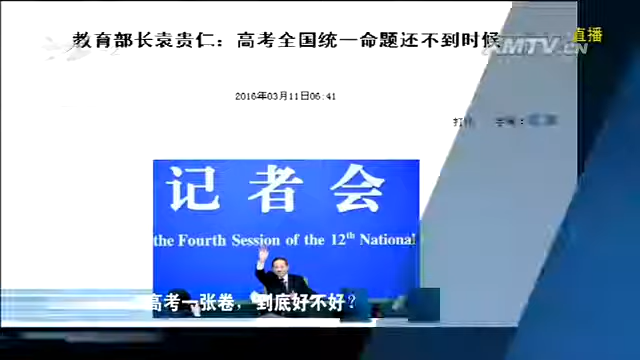 教育部长袁贵仁：高考全国统一命题还不到时候
XMTV.CN
直播
2016年03月11日06:41
记者会
the Fourth Session of the 12th National
高考一张卷，到底好不好？